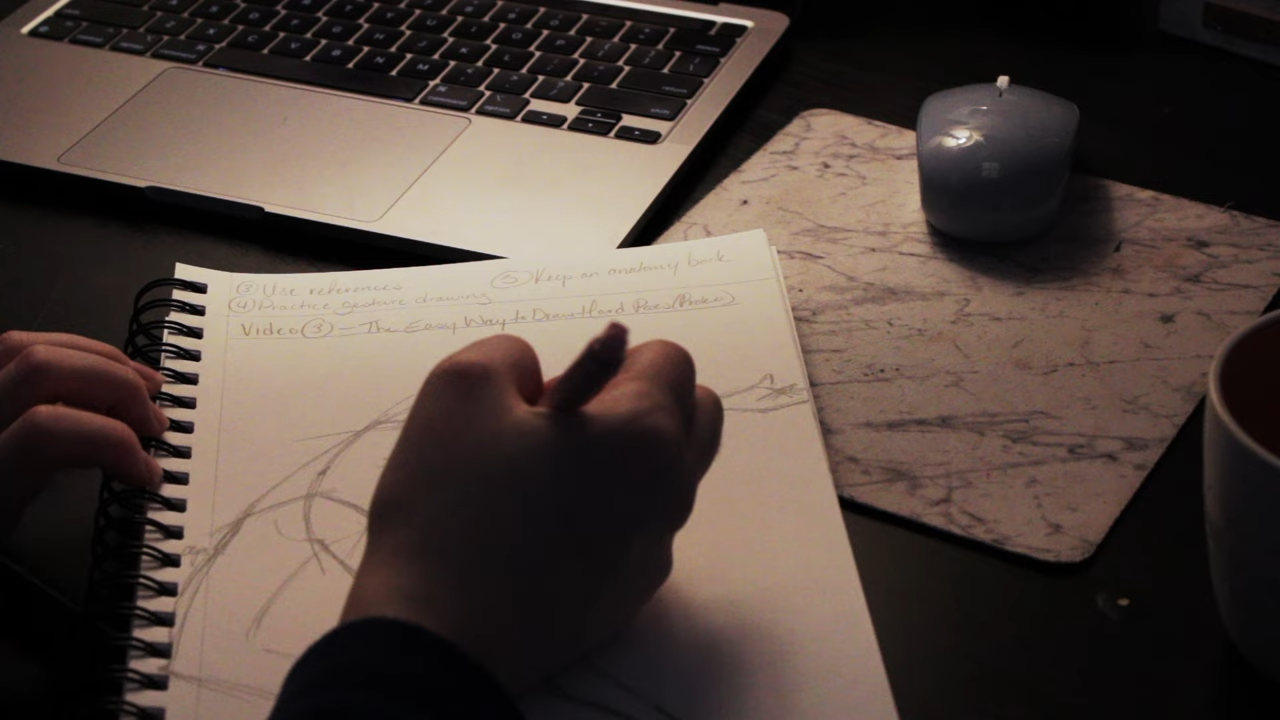 ③ Use references ⑤ Keep an anatomy book
④ Practice gesture drawing
Video ③ - The Easy Way to Draw Hard Poses (Proko)